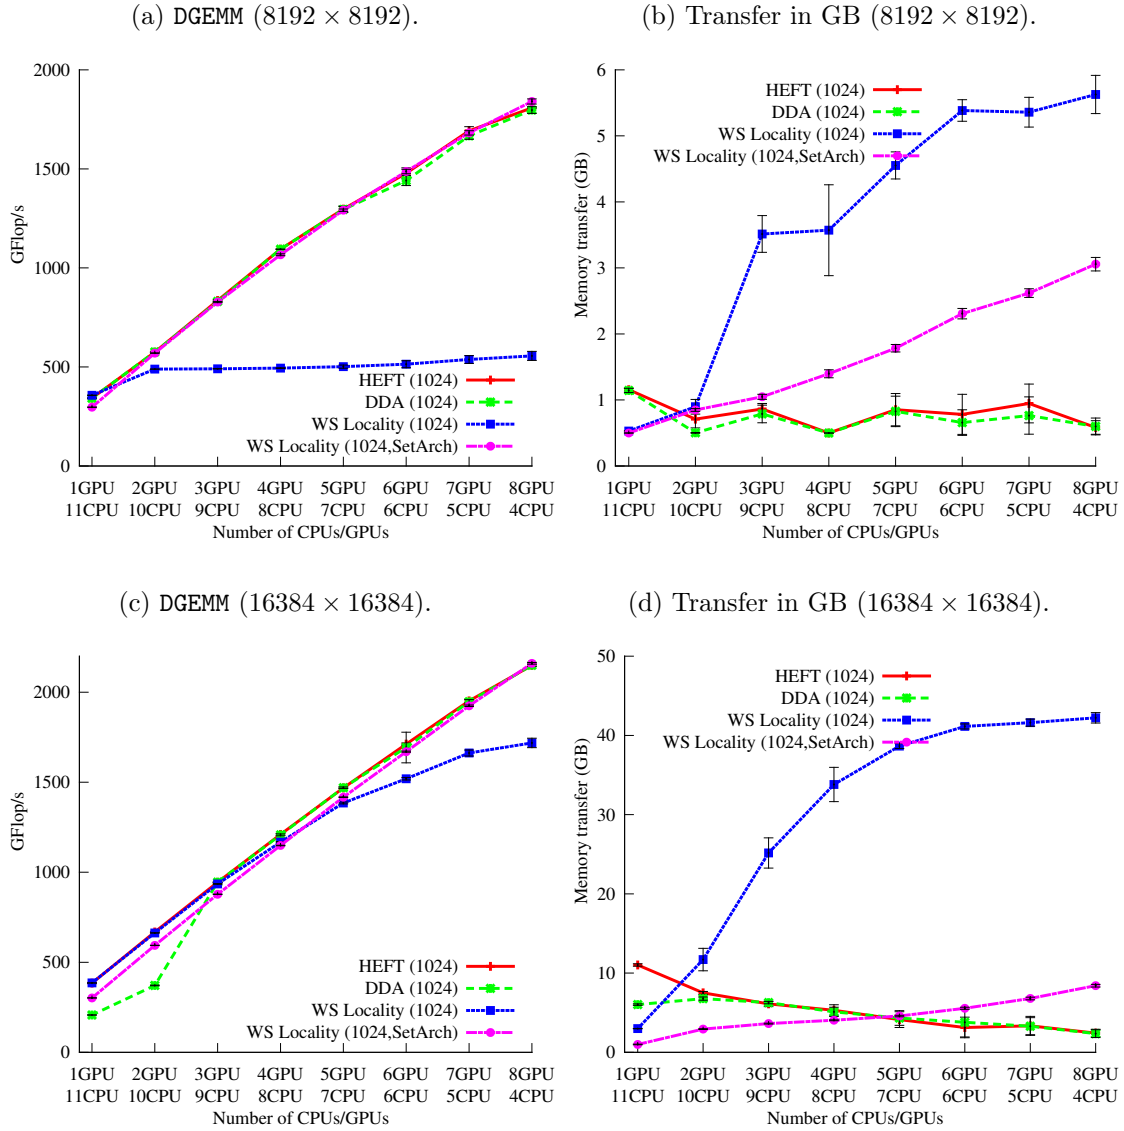 (a) DGEMM (8192 × 8192).
2000
1500
1000
500
0
GFlop/s
HEFT (1024)
DDA (1024)
WS Locality (1024)
WS Locality (1024,SetArch)
1GPU 2GPU 3GPU 4GPU 5GPU 6GPU 7GPU 8GPU
11CPU 10CPU 9CPU 8CPU 7CPU 6CPU 5CPU 4CPU
Number of CPUs/GPUs
(b) Transfer in GB (8192 × 8192).
6
5
4
3
2
1
0
Memory transfer (GB)
HEFT (1024)
DDA (1024)
WS Locality (1024)
WS Locality (1024,SetArch)
1GPU 2GPU 3GPU 4GPU 5GPU 6GPU 7GPU 8GPU
11CPU 10CPU 9CPU 8CPU 7CPU 6CPU 5CPU 4CPU
Number of CPUs/GPUs
(c) DGEMM (16384 × 16384).
2000
1500
1000
500
0
GFlop/s
HEFT (1024)
DDA (1024)
WS Locality (1024)
WS Locality (1024,SetArch)
1GPU 2GPU 3GPU 4GPU 5GPU 6GPU 7GPU 8GPU
11CPU 10CPU 9CPU 8CPU 7CPU 6CPU 5CPU 4CPU
Number of CPUs/GPUs
(d) Transfer in GB (16384 × 16384).
50
40
30
20
10
0
Memory transfer (GB)
HEFT (1024)
DDA (1024)
WS Locality (1024)
WS Locality (1024,SetArch)
1GPU 2GPU 3GPU 4GPU 5GPU 6GPU 7GPU 8GPU
11CPU 10CPU 9CPU 8CPU 7CPU 6CPU 5CPU 4CPU
Number of CPUs/GPUs